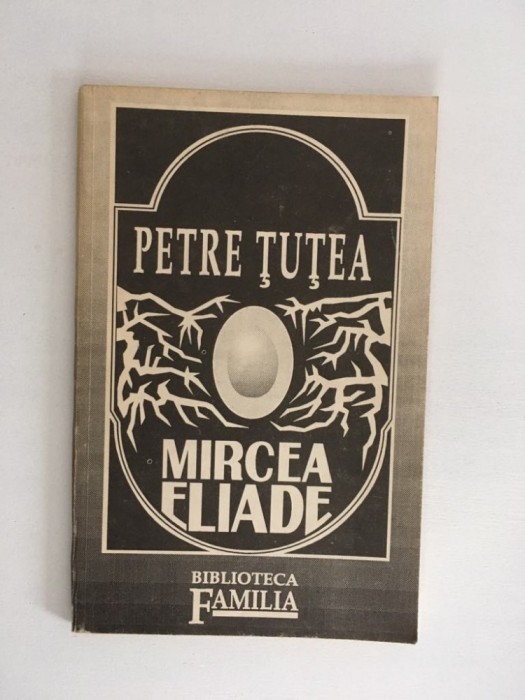 PETRE ŢUŢEA
MIRCEA
ELIADE
BIBLIOTECA
FAMILIA